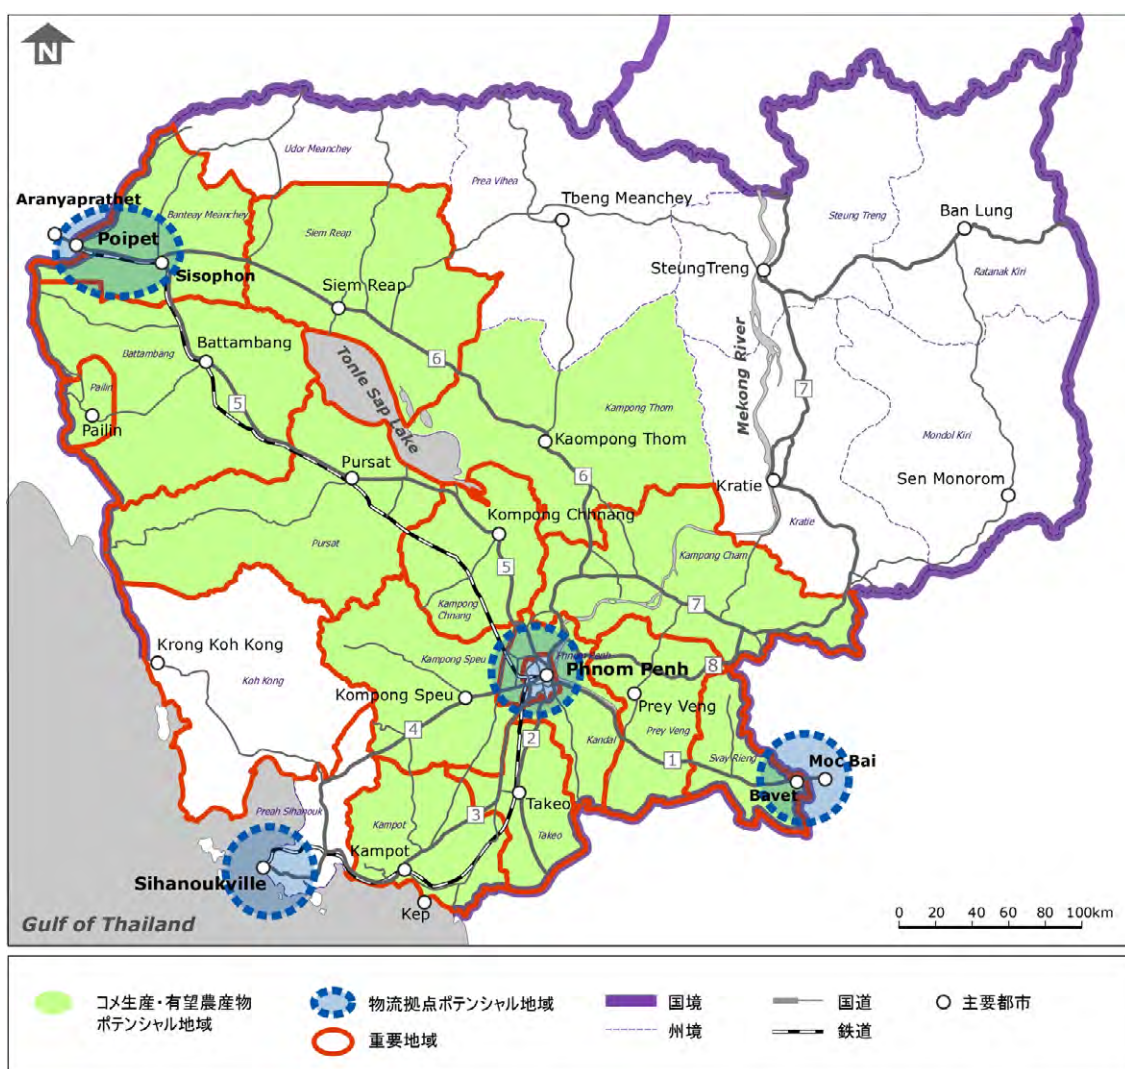 N
Udor Meanchey
Prea Vihea
Tbeng Meanchey
Steung Treng
Ban Lung
Aranyaprathet
Banteay Meanchey
Poipet
Siem Reap
Sisophon
SteungTreng
Ratanak Kiri
Siem Reap
Battambang
Battambang
6
Tonle Sap Lake
Mekong River
7
Pailin
5
Kampong Thom
Pailin
Kaompong Thom
Mondol Kiri
Pursat
6
Kratie
Sen Monorom
Kompong Chhnang
Kratie
Pursat
5
Kampong Cham
Kampong Chnang
7
Krong Koh Kong
Kampong Speu
Phnom Penh
Phnom Penh
8
Koh Kong
Kompong Speu
Prey Veng
4
2
Kandal
Prey Veng
1
Svay Rieng
Moc Bai
Bavet
Preah Sihanouk
3
Takeo
Kampot
Takeo
Kampot
Sihanoukville
Kep
Gulf of Thailand
0 20 40 60 80 100km
コメ生産・有望農産物
ポテンシャル地域
物流拠点ポテンシャル地域
重要地域
国境
州境
国道
鉄道
主要都市